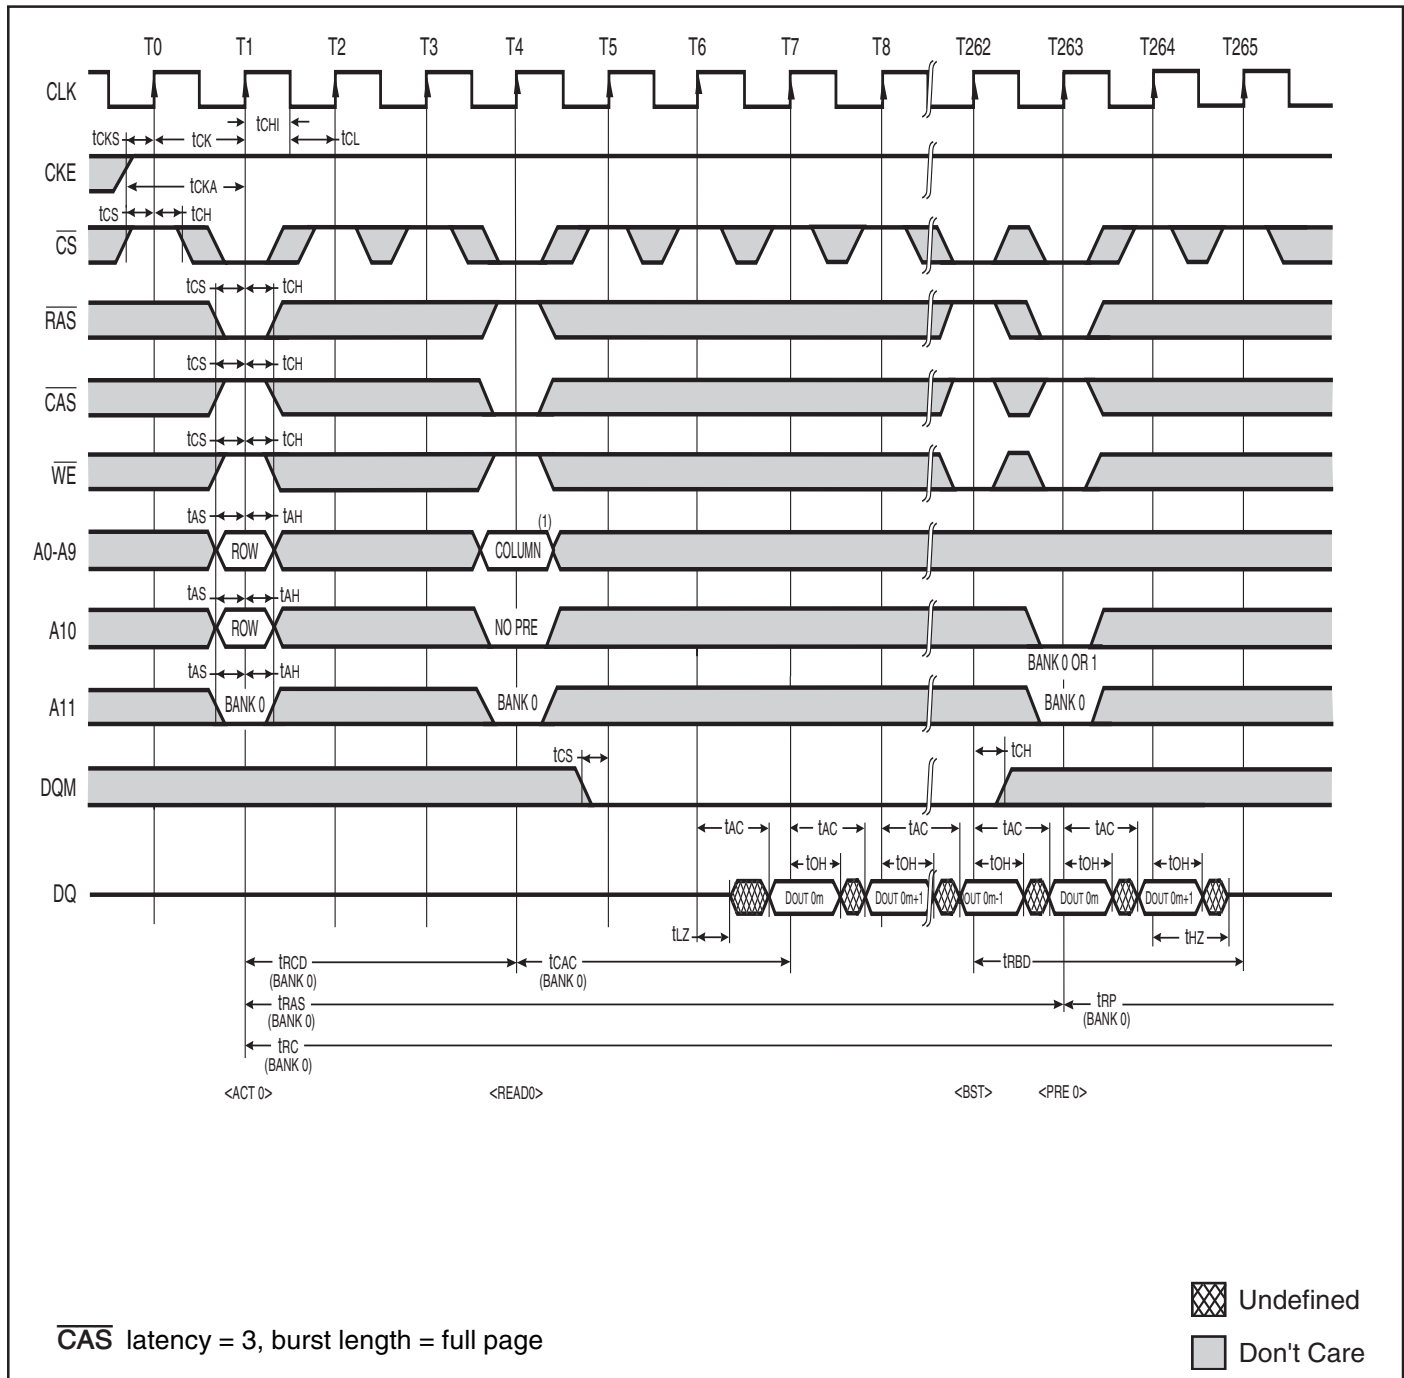 T0 T1 T2 T3 T4 T5 T6 T7 T8 T262 T263 T264 T265
CLK
tCHI
tCKS tCK tCL
CKE
tCKA
tCS tCH
CS
tCS tCH
RAS
tCS tCH
CAS
tCS tCH
WE
tAS tAH (1)
A0-A9 ROW COLUMN
tAS tAH
A10 ROW NO PRE
BANK 0 OR 1
tAS tAH
A11 BANK 0 BANK 0 BANK 0
tCS tCH
DQM
tAC tAC tAC tAC tAC
tOH tOH tOH tOH tOH
DQ DOUT 0m DOUT 0m+1 OUT 0m-1 DOUT 0m DOUT 0m+1
tLZ tHZ
tRCD tCAC tRBD
(BANK 0) (BANK 0)
tRAS tRP
(BANK 0) (BANK 0)
tRC
(BANK 0)
<ACT 0> <READ0> <BST> <PRE 0>
Undefined
CAS latency = 3, burst length = full page
Don't Care